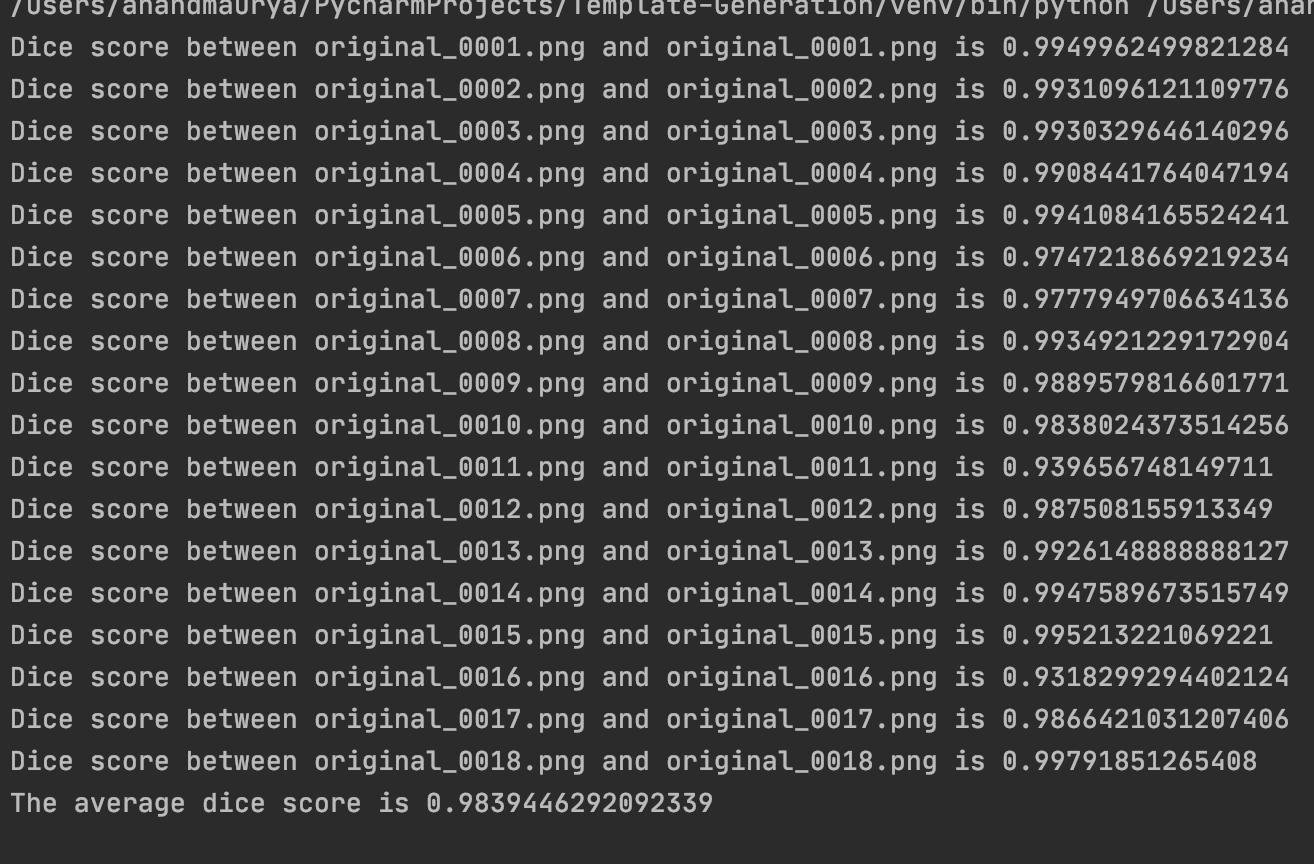 /Users/anandmaurya/PycharmProjects/Template-Generation/venv/bin/python /Users/anan
Dice score between original_0001.png and original_0001.png is 0.9949962499821284
Dice score between original_0002.png and original_0002.png is 0.9931096121109776
Dice score between original_0003.png and original_0003.png is 0.9930329646140296
Dice score between original_0004.png and original_0004.png is 0.9908441764047194
Dice score between original_0005.png and original_0005.png is 0.9941084165524241
Dice score between original_0006.png and original_0006.png is 0.9747218669219234
Dice score between original_0007.png and original_0007.png is 0.9777949706634136
Dice score between original_0008.png and original_0008.png is 0.9934921229172904
Dice score between original_0009.png and original_0009.png is 0.9889579816601771
Dice score between original_0010.png and original_0010.png is 0.9838024373514256
Dice score between original_0011.png and original_0011.png is 0.939656748149711
Dice score between original_0012.png and original_0012.png is 0.987508155913349
Dice score between original_0013.png and original_0013.png is 0.9926148888888127
Dice score between original_0014.png and original_0014.png is 0.9947589673515749
Dice score between original_0015.png and original_0015.png is 0.995213221069221
Dice score between original_0016.png and original_0016.png is 0.9318299294402124
Dice score between original_0017.png and original_0017.png is 0.9866421031207406
Dice score between original_0018.png and original_0018.png is 0.99791851265408
The average dice score is 0.9839446292092339